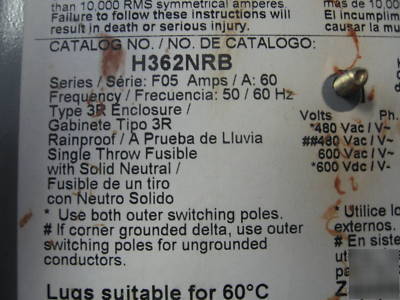 than 10,000 RMS symmetrical amperes
Failure to follow these instructions will
result in death or serious injury.
más de 10,0
El incumplim
causar la mu
CATALOG NO. / NO. DE CATALOGO:
H362NRB
Series / Série: F05 Amps / A: 60
Frequency / Frecuencia: 50 / 60 Hz
Type 3R Enclosure /
Gabinete Tipo 3R
Rainproof / A Prueba de Lluvia
Single Throw Fusible
with Solid Neutral /
Fusible de un tiro
con Neutro Solido
Volts Ph.
*480 Vac / V~
##480 Vac / V~
600 Vac / V~
*600 Vdc / V-
* Use both outer switching poles.
# If corner grounded delta, use outer
switching poles for ungrounded
conductors.
* Utilice lo
externos.
# En siste
Lugs suitable for 60°C